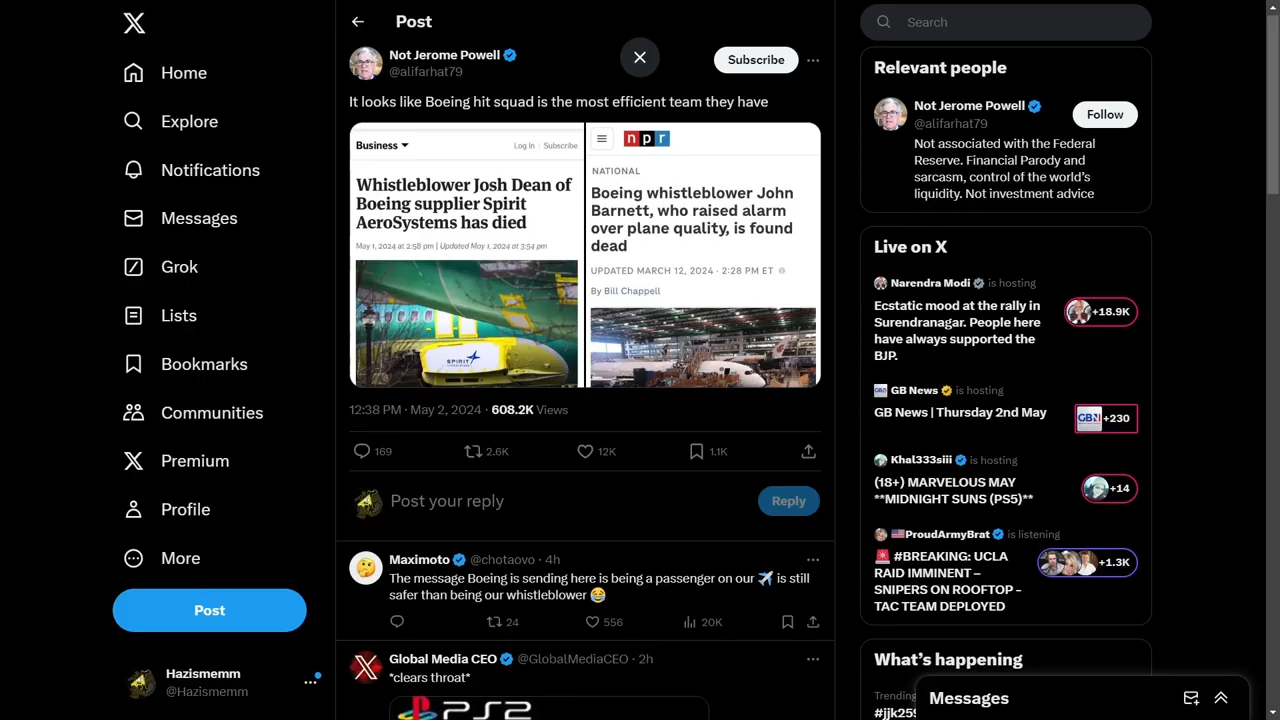 Home
Explore
Notifications
Messages
Grok
Lists
Bookmarks
Communities
Premium
Profile
More
Post
Hazismemm
@Hazismemm
Post
Not Jerome Powell
@alifarhat79
Subscribe
It looks like Boeing hit squad is the most efficient team they have
Business
Log In | Subscribe
Whistleblower Josh Dean of
Boeing supplier Spirit
AeroSystems has died
May 1, 2024 at 2:58 pm | Updated May 1, 2024 at 3:54 pm
SPIRIT
npr
NATIONAL
Boeing whistleblower John
Barnett, who raised alarm
over plane quality, is found
dead
UPDATED MARCH 12, 2024 · 2:28 PM ET
By Bill Chappell
12:38 PM · May 2, 2024 · 608.2K Views
169 2.6K 12K 1.1K
Post your reply
Reply
Maximoto @chotaovo · 4h
The message Boeing is sending here is being a passenger on our ✈️ is still
safer than being our whistleblower 😂
24 556 20K
Global Media CEO @GlobalMediaCEO · 2h
*clears throat*
PS2
Search
Relevant people
Not Jerome Powell
@alifarhat79
Follow
Not associated with the
Federal
Reserve. Financial Parody and
sarcasm, control of the world's
liquidity. Not investment advice
Live on X
Narendra Modi is hosting
Ecstatic mood at the rally in
Surendranagar. People here
have always supported the
BJP.
+18.9K
GB News is hosting
GB News | Thursday 2nd May
GBN
+230
Khal333siii is hosting
(18+) MARVELOUS MAY
**MIDNIGHT SUNS (PS5)**
+14
🇺🇸ProudArmyBrat is listening
🚨 #BREAKING: UCLA
RAID IMMINENT –
SNIPERS ON ROOFTOP -
TAC TEAM DEPLOYED
+1.3K
What's happening
Trending
#jjk259
Messages